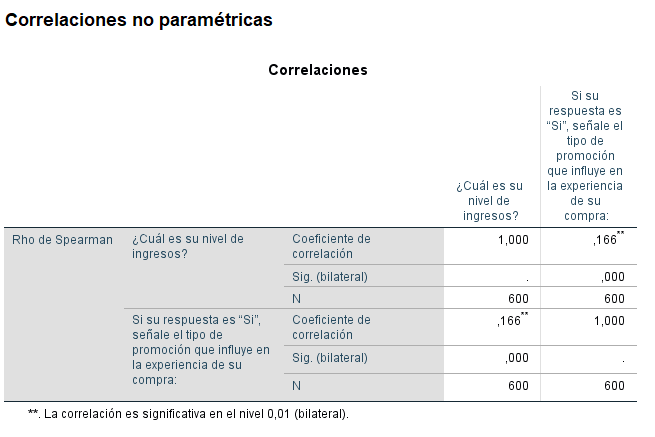 Correlaciones no paramétricas
Correlaciones
Si su
respuesta es
“Si”, señale el
tipo de
promoción
que influye en
la experiencia
de su
compra:
¿Cuál es su
nivel de
ingresos?
Rho de Spearman
¿Cuál es su nivel de
ingresos?
Coeficiente de
correlación
1,000 ,166**
Sig. (bilateral) . ,000
N 600 600
Si su respuesta es “Si”,
señale el tipo de
promoción que influye en
la experiencia de su
compra:
Coeficiente de
correlación
,166** 1,000
Sig. (bilateral) ,000 .
N 600 600
**. La correlación es significativa en el nivel 0,01 (bilateral).